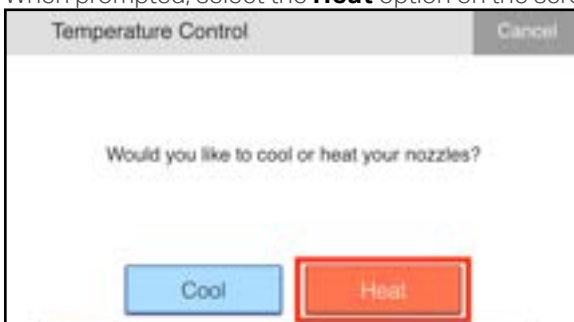 When prompted, select the Heat option on the
Temperature Control
Cancel
Would you like to cool or heat your nozzles?
Cool
Heat